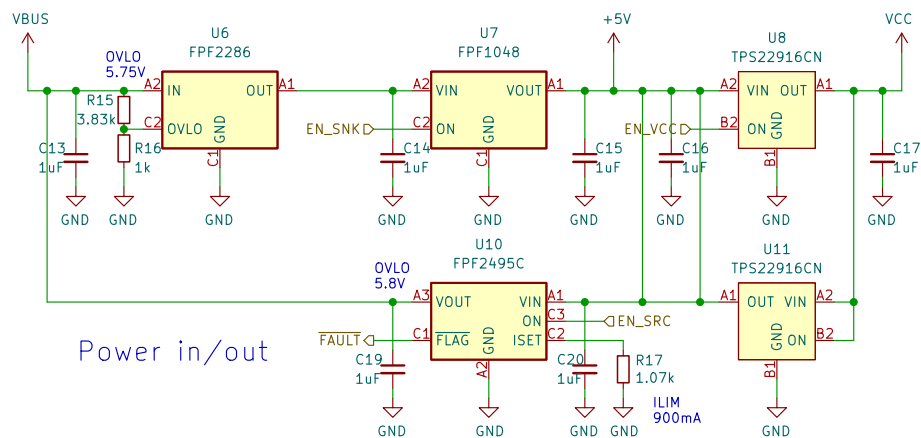 VBUS
+5V
VCC
U6
FPF2286
U7
FPF1048
U8
TPS22916CN
OVLO
5.75V
A2 IN OUT A1
A2 VIN VOUT A1
A2 VIN OUT A1
R15
3.83k
C2 OVLO GND
EN_SNK C2 ON GND
EN_VCC B2 ON GND
C13
1uF
R16
1k
C1
C14
1uF
C1
C15
1uF
C16
1uF
B1
C17
1uF
GND
GND
GND
GND
GND
GND
GND
GND
GND
U10
FPF2495C
U11
TPS22916CN
OVLO
5.8V
A3 VOUT VIN A1
A1 OUT VIN A2
ON C3 EN_SRC
FAULT C1 FLAG GND ISET C2
GND ON B2
Power in/out
C19
1uF
A2
C20
1uF
R17
1.07k
B1
ILIM
900mA
GND
GND
GND
GND
GND